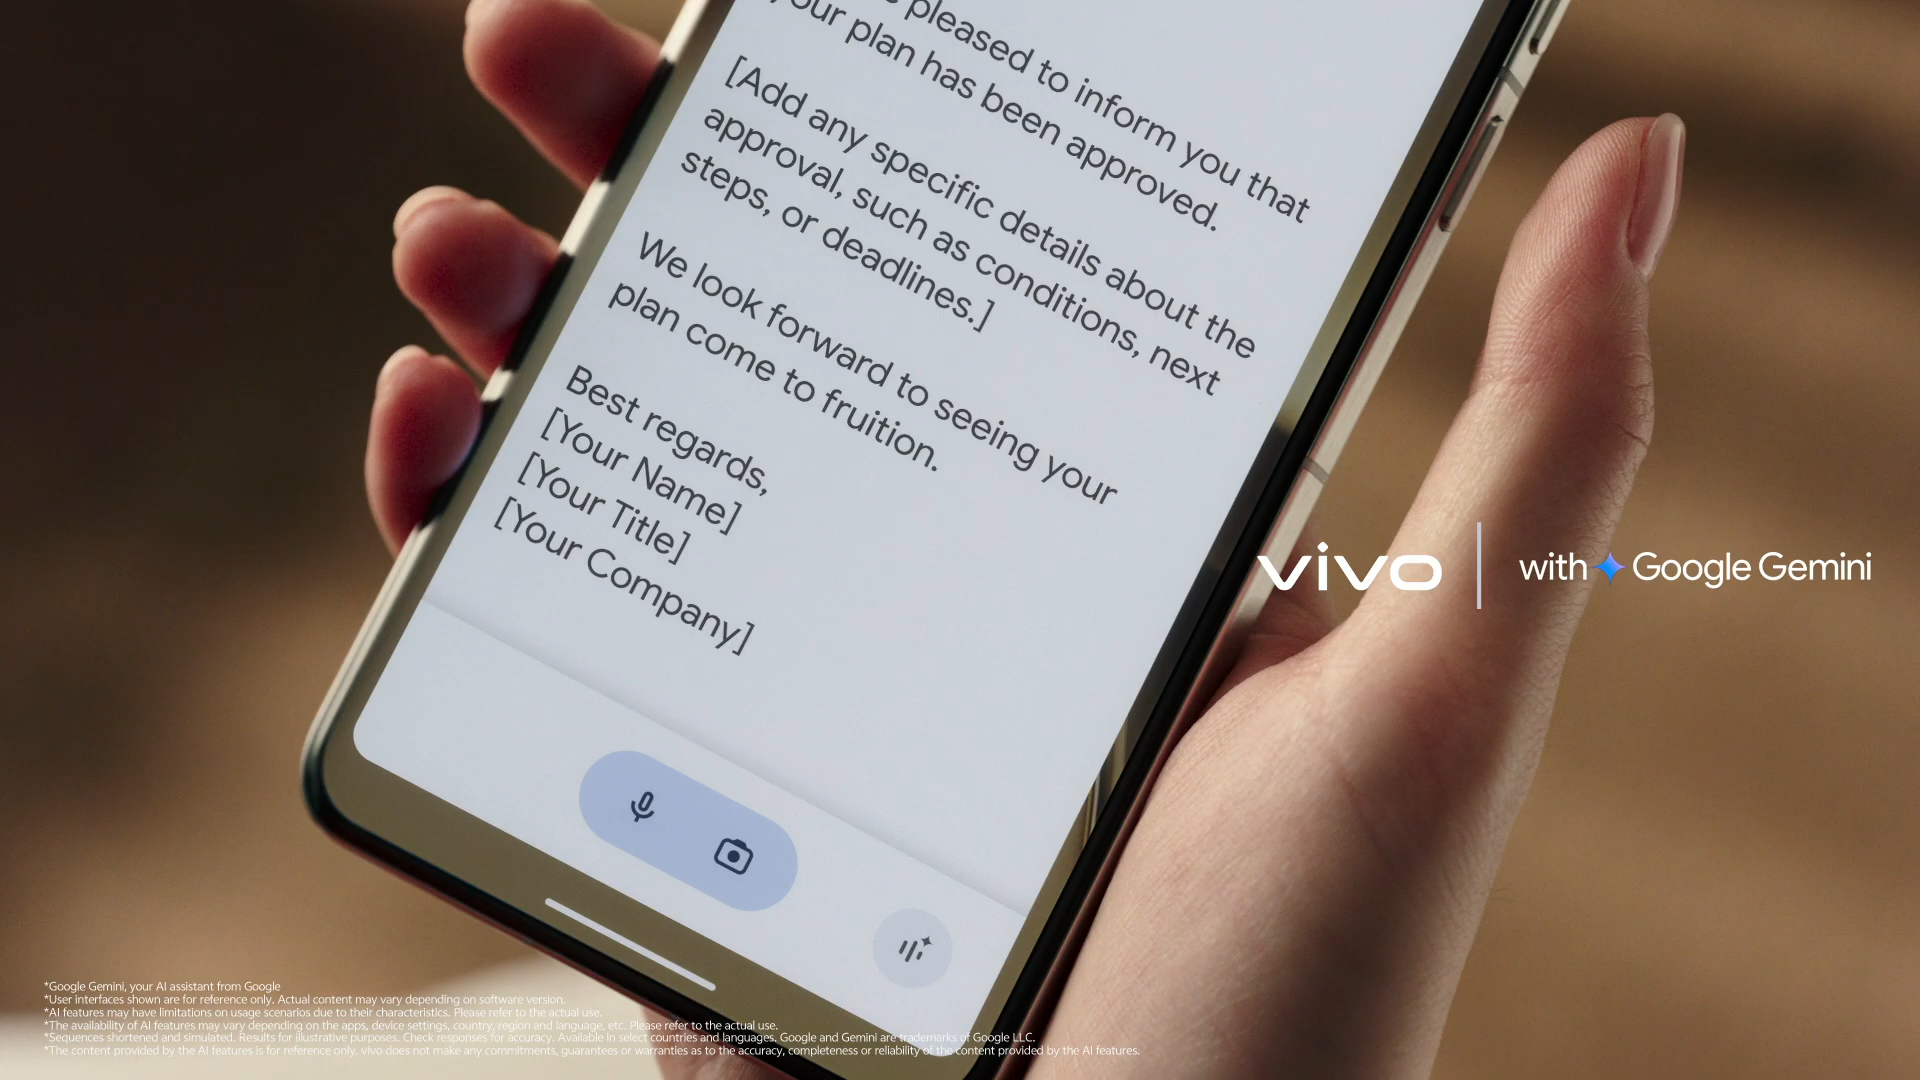 pleased to inform you that
your plan has been approved.
[Add any specific details about the
approval, such as conditions, next
steps, or deadlines.]
We look forward to seeing your
plan come to fruition.
Best regards,
[Your Name]
[Your Title]
[Your Company]
vivo
with Google Gemini
*Google Gemini, your AI assistant from Google
*User interfaces shown are for reference only. Actual content may vary depending on software version.
*AI features may have limitations on usage scenarios due to their characteristics. Please refer to the actual use.
*The availability of AI features may vary depending on the apps, device settings, country, region and language, etc. Please refer to the actual use.
*Sequences shortened and simulated. Results for illustrative purposes. Check responses for accuracy. Available in select countries and languages. Google and Gemini are trademarks of Google LLC.
*The content provided by the AI features is for reference only. vivo does not make any commitments, guarantees or warranties as to the accuracy, completeness or reliability of the content provided by the AI features.